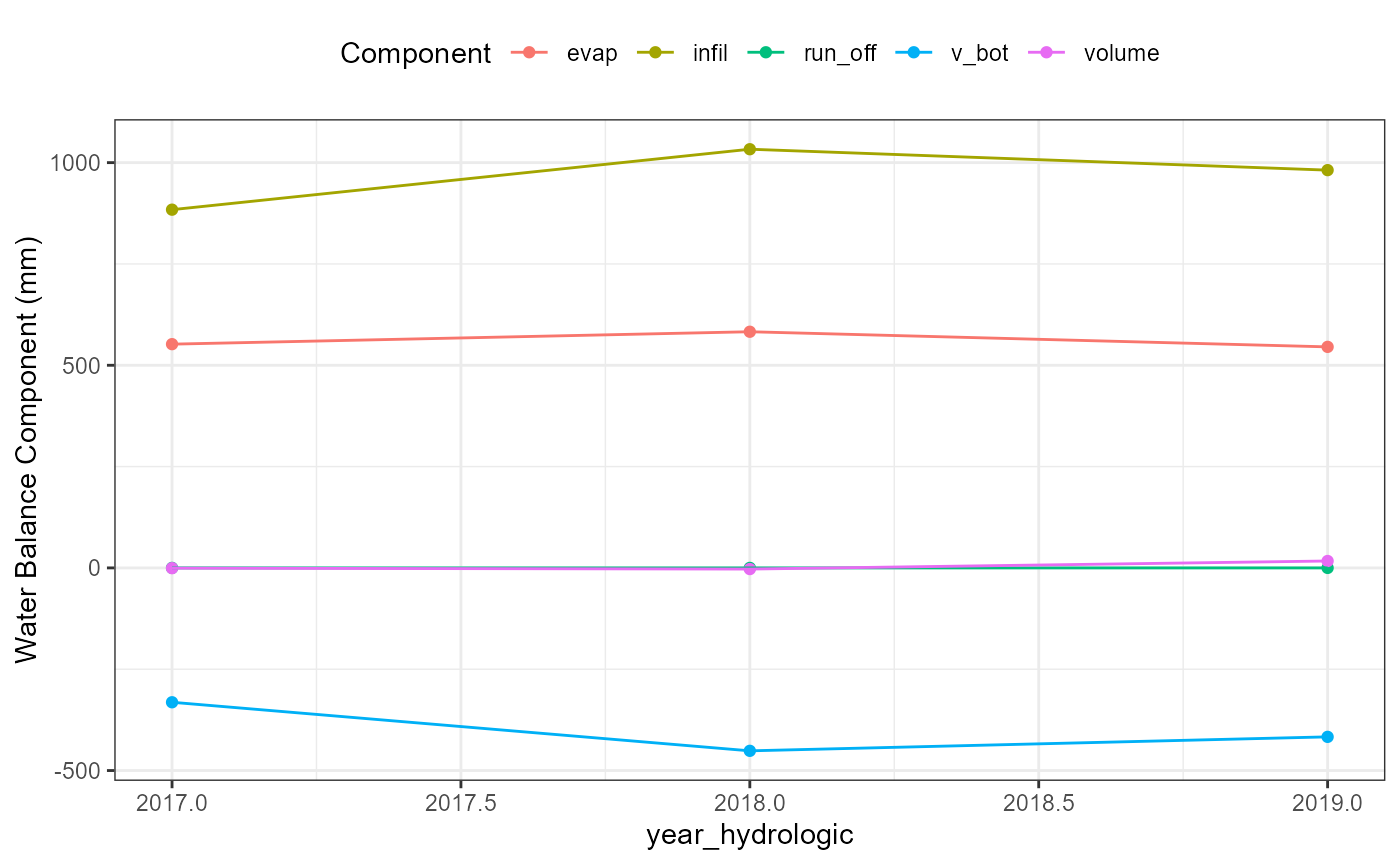 Component evap infil run_off v_bot volume
Water Balance Component (mm)
1000
500
0
-500
2017.0 2017.5 2018.0 2018.5 2019.0
year_hydrologic